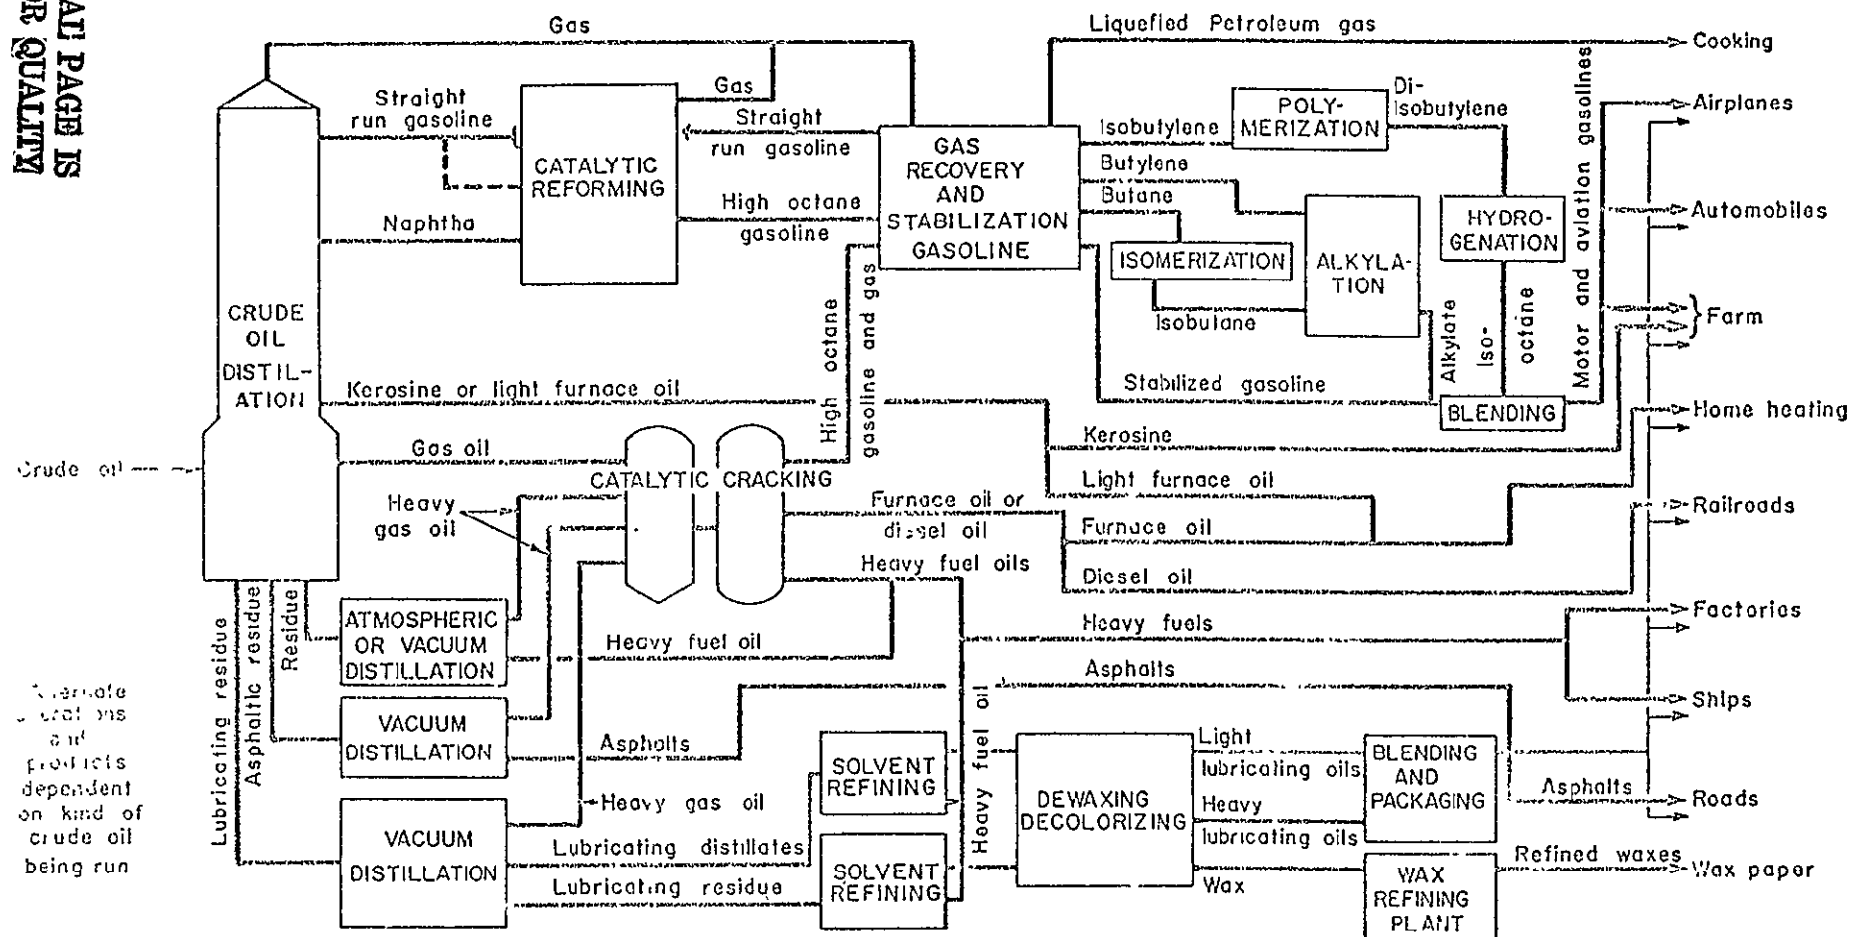 AL PAGE IS
OR QUALITY
Gas
Liquefied Petroleum gas
Cooking
Straight
run gasoline
Gas
Straight
run gasoline
CATALYTIC
REFORMING
High octane
gasoline
Naphtha
GAS
RECOVERY
AND
STABILIZATION
GASOLINE
Isobutylene
Butylene
Butane
POLY-
MERIZATION
Di-
Isobutylene
ISOMERIZATION
Isobutane
ALKYLA-
TION
HYDRO-
GENATION
Alkylate
Iso-
octane
Motor and aviation gasolines
Airplanes
Automobiles
Farm
CRUDE
OIL
DISTIL-
ATION
Kerosine or light furnace oil
High octane
gasoline and gas
Stabilized gasoline
BLENDING
Home heating
Crude oil
Gas oil
CATALYTIC CRACKING
Kerosine
Light furnace oil
Heavy
gas oil
Furnace oil or
diesel oil
Furnace oil
Railroads
Heavy fuel oils
Diesel oil
Lubricating residue
Asphaltic residue
Residue
ATMOSPHERIC
OR VACUUM
DISTILLATION
Heavy fuel oil
Heavy fuels
Factories
Asphalts
Ships
and
products
dependent
on kind of
crude oil
being run
VACUUM
DISTILLATION
Asphalts
Heavy fuel oil
SOLVENT
REFINING
DEWAXING
DECOLORIZING
Light
lubricating oils
Heavy
lubricating oils
BLENDING
AND
PACKAGING
Asphalts
Roads
Heavy gas oil
VACUUM
DISTILLATION
Lubricating distillates
Lubricating residue
SOLVENT
REFINING
Wax
WAX
REFINING
PLANT
Refined waxes
Wax paper